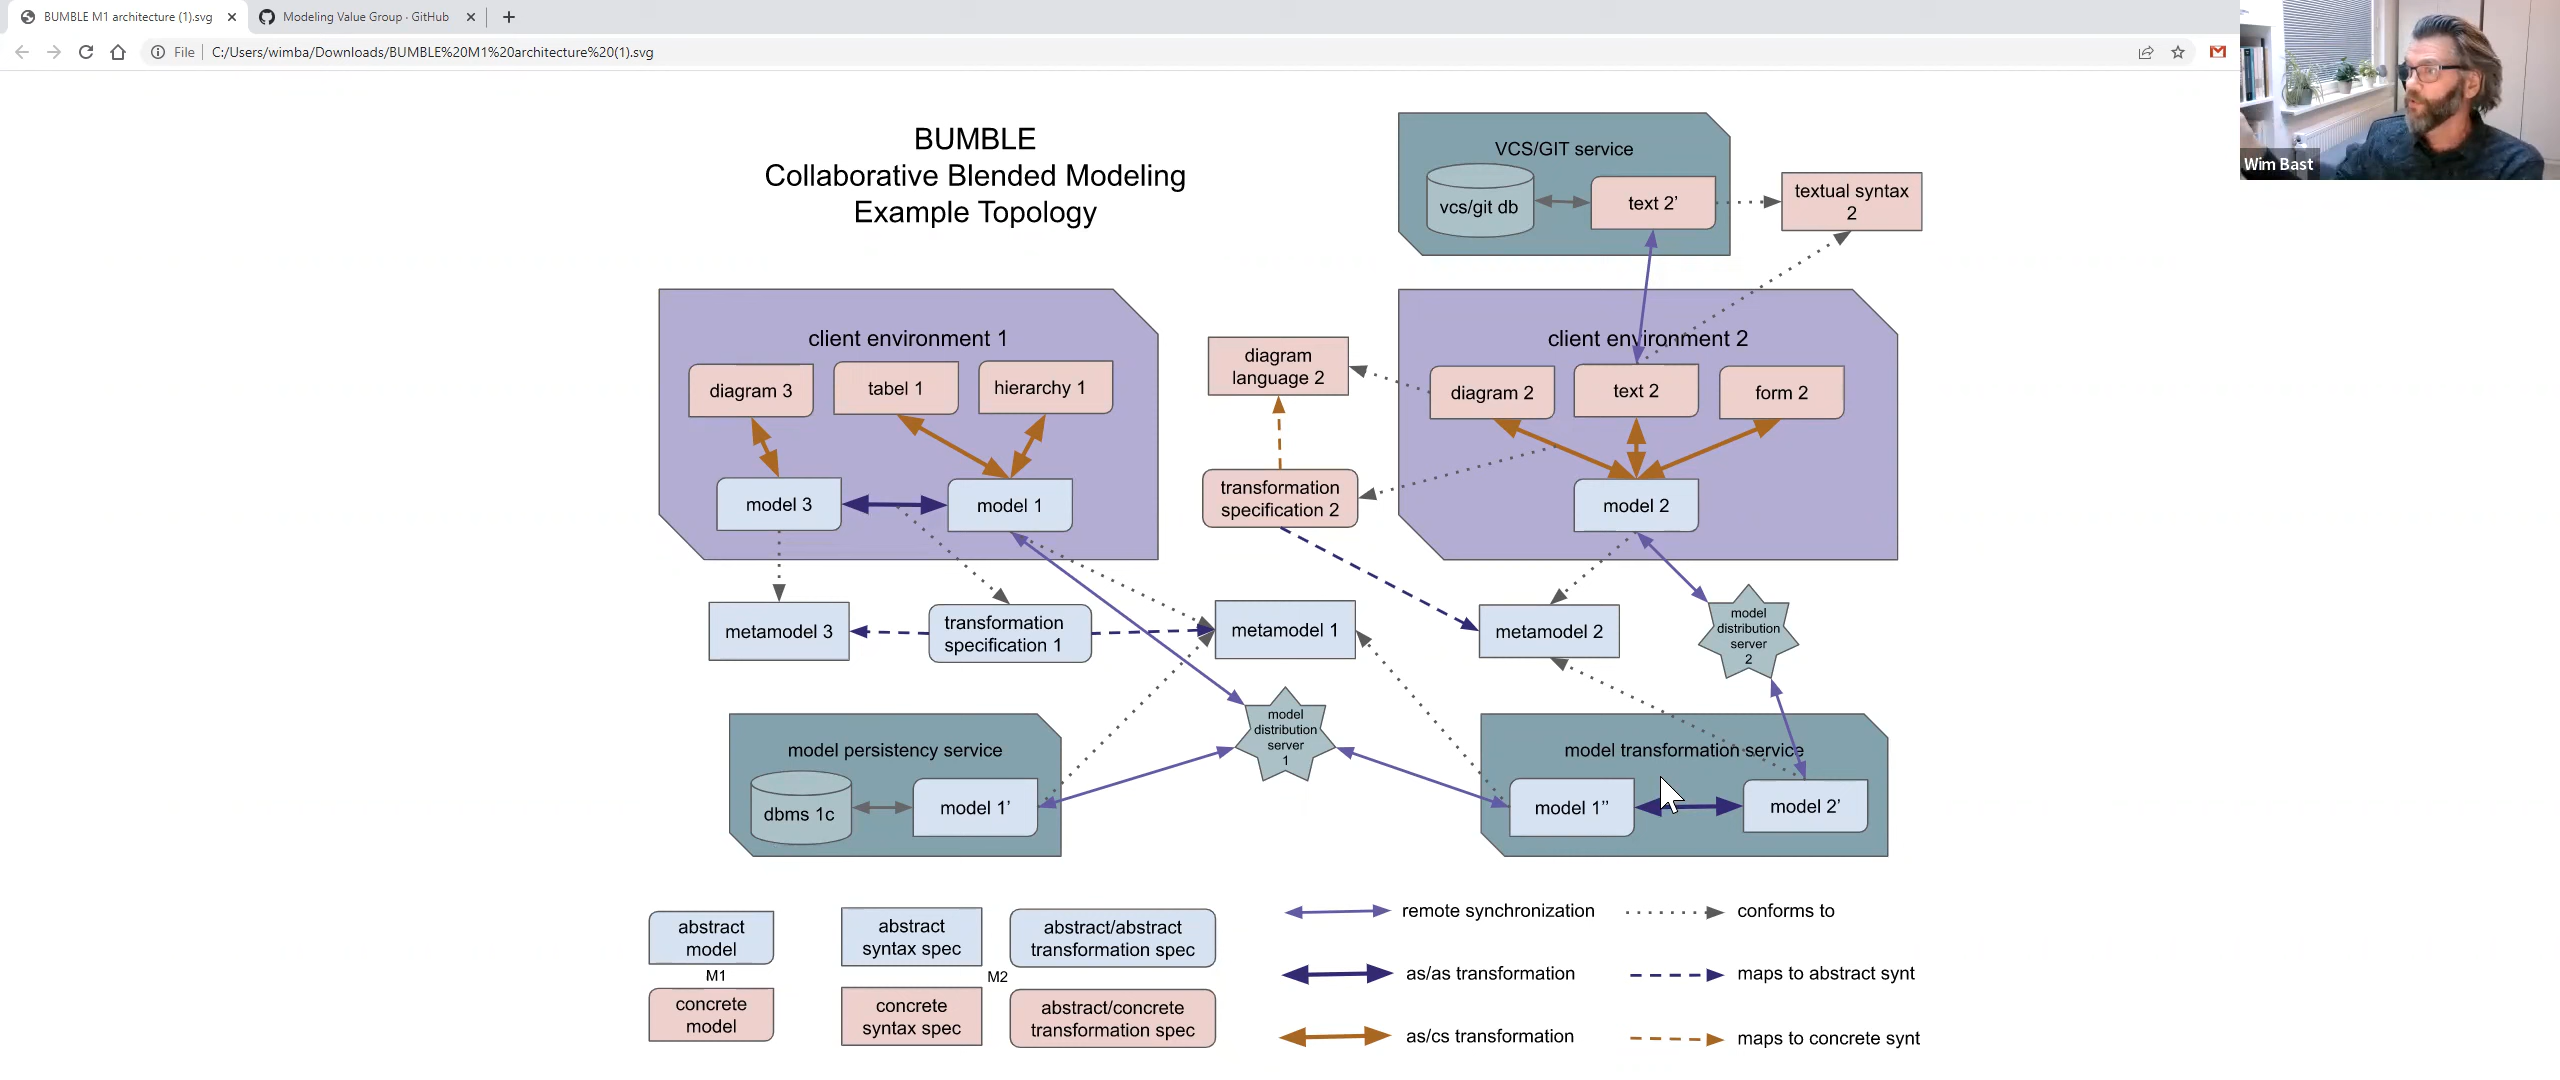 BUMBLE M1 architecture (1).svg
Modeling Value Group · GitHub
File
C:/Users/wimba/Downloads/BUMBLE%20M1%20architecture%20(1).svg
Wim Bast
BUMBLE
Collaborative Blended Modeling
Example Topology
VCS/GIT service
vcs/git db
text 2’
textual syntax
2
client environment 1
diagram 3
tabel 1
hierarchy 1
model 3
model 1
diagram
language 2
transformation
specification 2
client environment 2
diagram 2
text 2
form 2
model 2
metamodel 3
transformation
specification 1
metamodel 1
metamodel 2
model
distribution
server
2
model
distribution
server
1
model persistency service
dbms 1c
model 1’
model transformation service
model 1’’
model 2’
abstract
model
M1
concrete
model
abstract
syntax spec
M2
concrete
syntax spec
abstract/abstract
transformation spec
abstract/concrete
transformation spec
remote synchronization
as/as transformation
as/cs transformation
conforms to
maps to abstract synt
maps to concrete synt